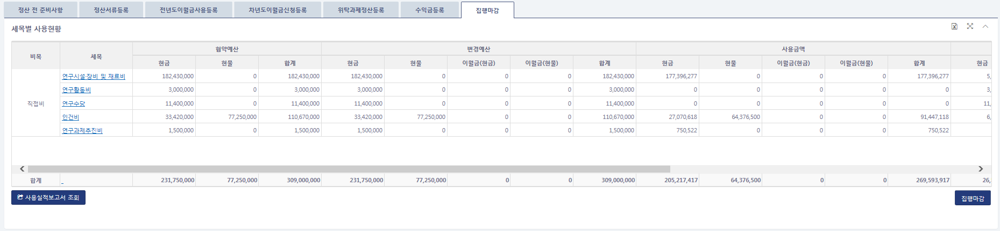 정산 전 준비사항 정산서류등록 전년도이월금사용등록 차년도이월금신청등록 위탁과제정산등록 수익금등록 집행마감
세목별 사용현황
비목 세목 협약예산 변경예산 사용금액
현금 현물 합계 현금 현물 이월금(현금) 이월금(현물) 합계 현금 현물 이월금(현금) 이월금(현물) 합계 현금
직접비
연구시설·장비 및 재료비 182,430,000 0 182,430,000 182,430,000 0 0 0 182,430,000 177,396,277 0 0 0 177,396,277 5,
연구활동비 3,000,000 0 3,000,000 3,000,000 0 0 0 3,000,000 0 0 0 0 0 3,
연구수당 11,400,000 0 11,400,000 11,400,000 0 0 0 11,400,000 0 0 0 0 0 11,
인건비 33,420,000 77,250,000 110,670,000 33,420,000 77,250,000 0 0 110,670,000 27,070,618 64,376,500 0 0 91,447,118 6,
연구과제추진비 1,500,000 0 1,500,000 1,500,000 0 0 0 1,500,000 750,522 0 0 0 750,522
합계 - 231,750,000 77,250,000 309,000,000 231,750,000 77,250,000 0 0 309,000,000 205,217,417 64,376,500 0 0 269,593,917 26,
사용실적보고서 조회 집행마감